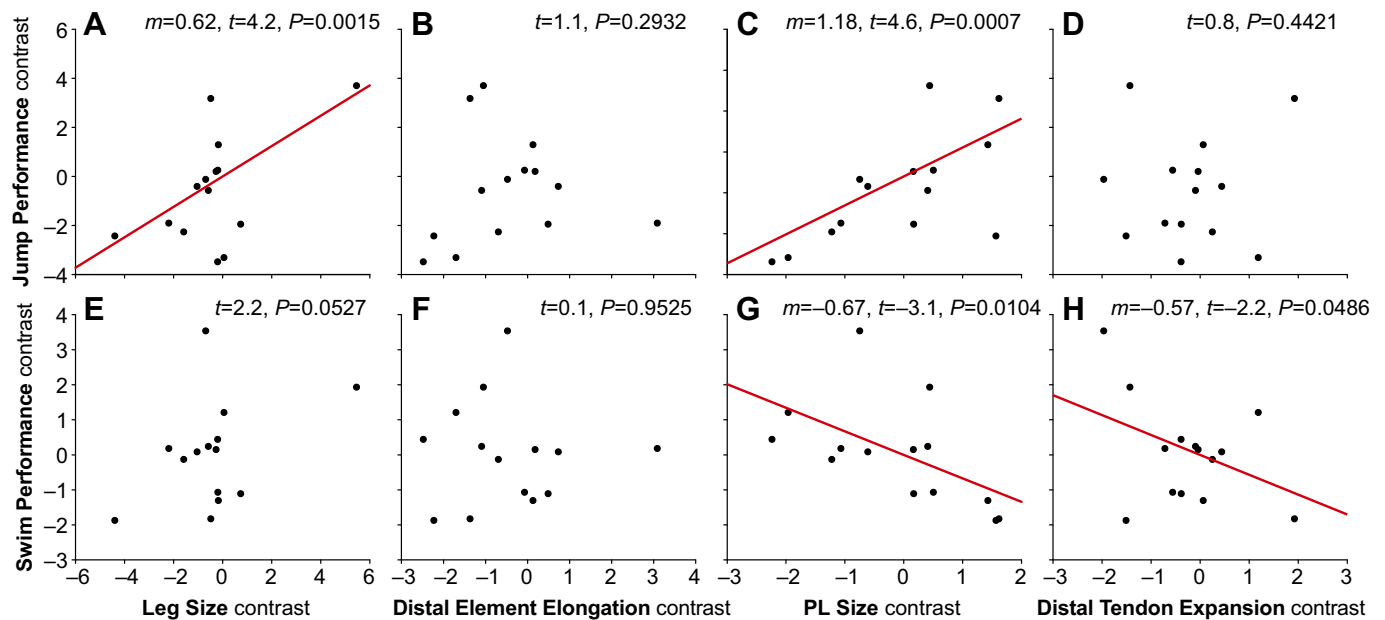 A m=0.62, t=4.2, P=0.0015
B t=1.1, P=0.2932
C m=1.18, t=4.6, P=0.0007
D t=0.8, P=0.4421
Jump Performance contrast
6
4
2
0
–2
–4
E t=2.2, P=0.0527
F t=0.1, P=0.9525
G m=–0.67, t=–3.1, P=0.0104
H m=–0.57, t=–2.2, P=0.0486
Swim Performance contrast
4
3
2
1
0
–1
–2
–3
–6 –4 –2 0 2 4 6
–3 –2 –1 0 1 2 3 4
–3 –2 –1 0 1 2
–3 –2 –1 0 1 2 3
Leg Size contrast
Distal Element Elongation contrast
PL Size contrast
Distal Tendon Expansion contrast